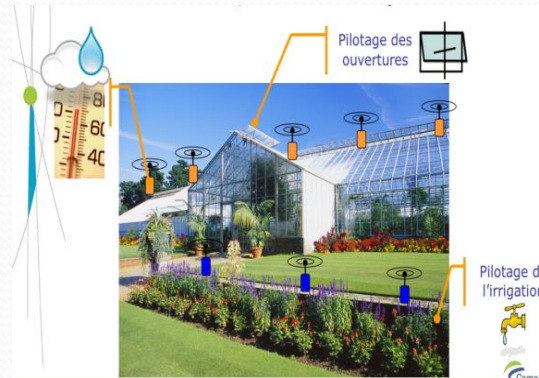 Pilotage des
ouvertures
80
60
40
Pilotage d
l'irrigation